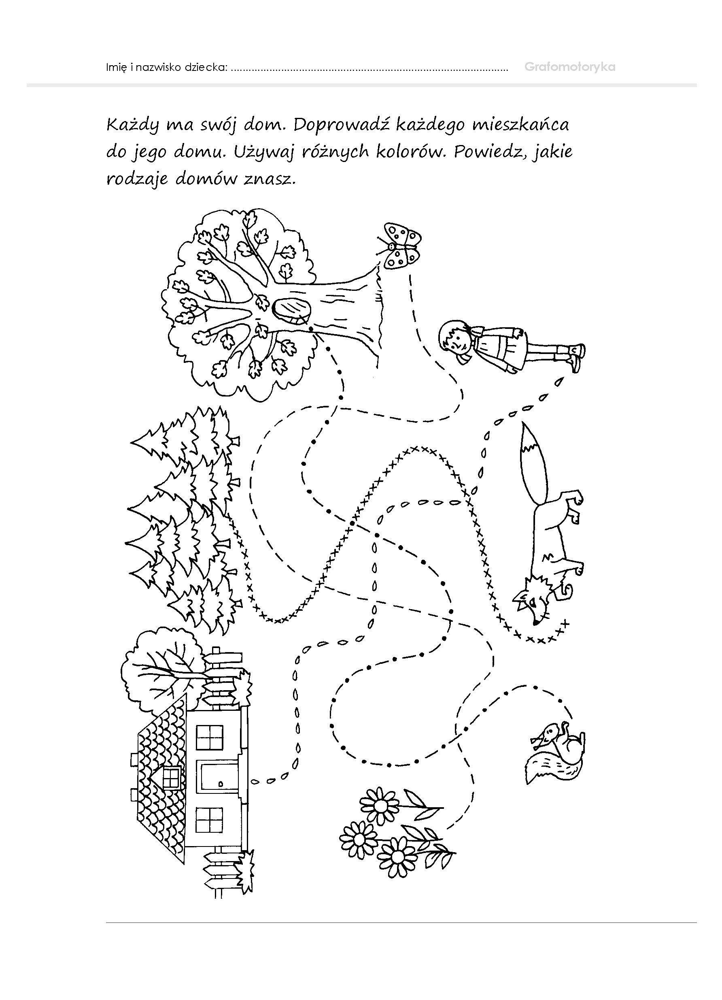 Imię i nazwisko dziecka: ................................................................................................ Grafomotoryka
Każdy ma swój dom. Doprowadź każdego mieszkańca
do jego domu. Używaj różnych kolorów. Powiedz, jakie
rodzaje domów znasz.